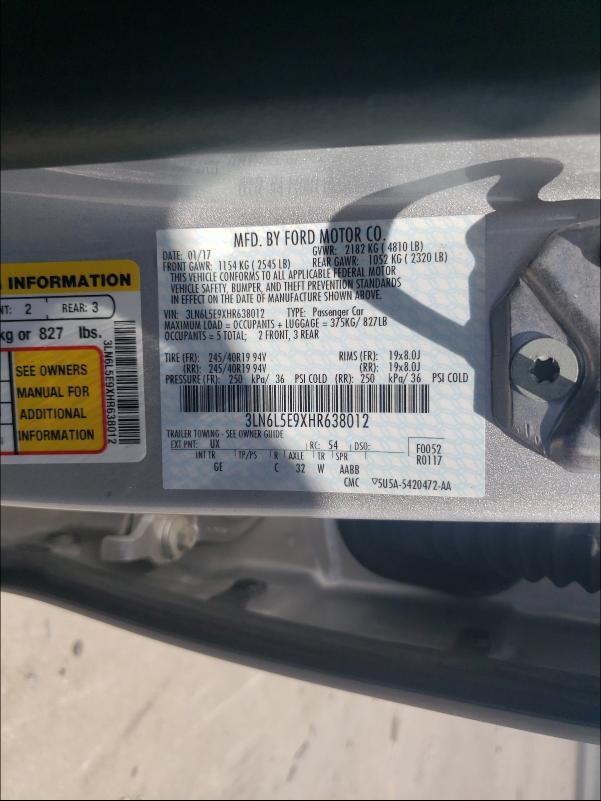 MFD. BY FORD MOTOR CO.
DATE: 01/17 GVWR: 2182 KG ( 4810 LB)
FRONT GAWR: 1154 KG ( 2545 LB) REAR GAWR: 1052 KG ( 2320 LB)
THIS VEHICLE CONFORMS TO ALL APPLICABLE FEDERAL MOTOR
VEHICLE SAFETY, BUMPER, AND THEFT PREVENTION STANDARDS
IN EFFECT ON THE DATE OF MANUFACTURE SHOWN ABOVE.
VIN: 3LN6L5E9XHR638012 TYPE: Passenger Car
MAXIMUM LOAD = OCCUPANTS + LUGGAGE = 375KG/ 827LB
OCCUPANTS = 5 TOTAL; 2 FRONT, 3 REAR
TIRE (FR): 245/40R19 94V RIMS (FR): 19x8.0J
(RR): 245/40R19 94V (RR): 19x8.0J
PRESSURE (FR): 250 kPa/ 36 PSI COLD (RR): 250 kPa/ 36 PSI COLD
3LN6L5E9XHR638012
TRAILER TOWING - SEE OWNER GUIDE
EXT PNT: UX RC: 54 DSO:
F0052
R0117
INT TR TP/PS R AXLE TR SPR
GE C 32 W AABB
CMC ▽5U5A-5420472-AA
INFORMATION
NT: 2 REAR: 3
kg or 827 lbs.
SEE OWNERS
MANUAL FOR
ADDITIONAL
INFORMATION
3LN6L5E9XHR638012